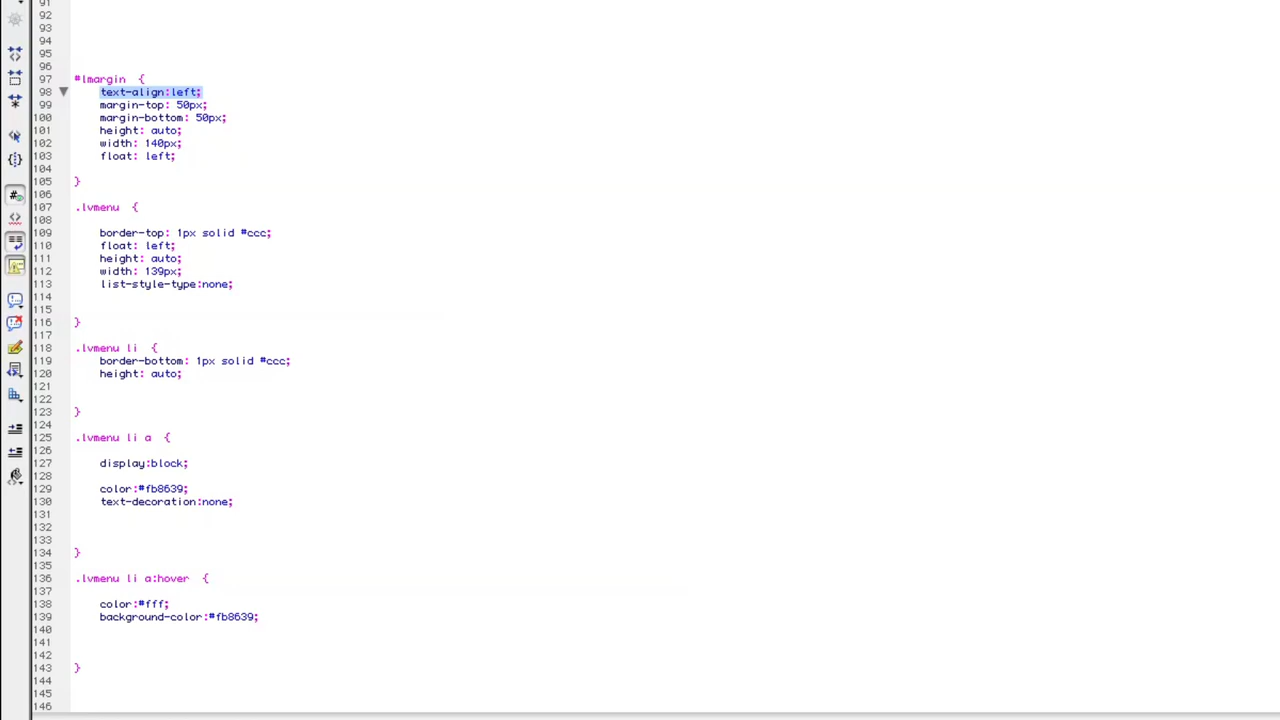 91
92
93
94
95
96
97 #lmargin {
98 text-align:left;
99 margin-top: 50px;
100 margin-bottom: 50px;
101 height: auto;
102 width: 140px;
103 float: left;
104
105 }
106
107 .lvmenu {
108
109 border-top: 1px solid #ccc;
110 float: left;
111 height: auto;
112 width: 139px;
113 list-style-type:none;
114
115
116 }
117
118 .lvmenu li {
119 border-bottom: 1px solid #ccc;
120 height: auto;
121
122
123 }
124
125 .lvmenu li a {
126
127 display:block;
128
129 color:#fb8639;
130 text-decoration:none;
131
132
133
134 }
135
136 .lvmenu li a:hover {
137
138 color:#fff;
139 background-color:#fb8639;
140
141
142
143 }
144
145
146